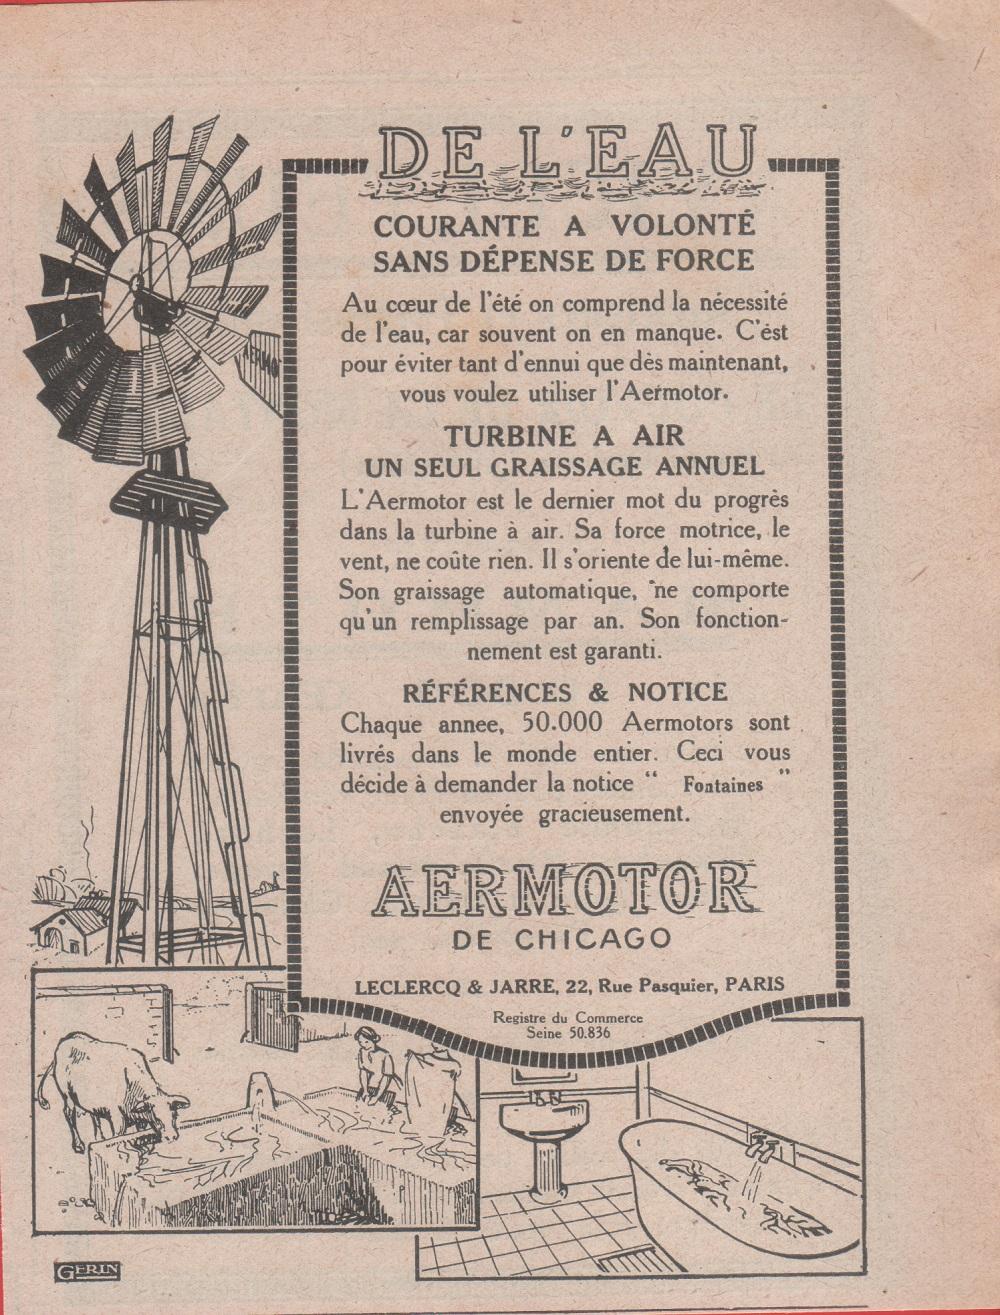 DE L'EAU
COURANTE A VOLONTÉ
SANS DÉPENSE DE FORCE
Au cœur de l'été on comprend la nécessité
de l'eau, car souvent on en manque. C'èst
pour éviter tant d'ennui que dès maintenant,
vous voulez utiliser l'Aermotor.
TURBINE A AIR
UN SEUL GRAISSAGE ANNUEL
L'Aermotor est le dernier mot du progrès
dans la turbine à air. Sa force motrice, le
vent, ne coûte rien. Il s'oriente de lui-même.
Son graissage automatique, ne comporte
qu'un remplissage par an. Son fonction-
nement est garanti.
RÉFÉRENCES & NOTICE
Chaque annee, 50.000 Aermotors sont
livrés dans le monde entier. Ceci vous
décide à demander la notice “ Fontaines ”
envoyée gracieusement.
AERMOTOR
DE CHICAGO
LECLERCQ & JARRE, 22, Rue Pasquier, PARIS
Registre du Commerce
Seine 50.836
AERMO
GERIN